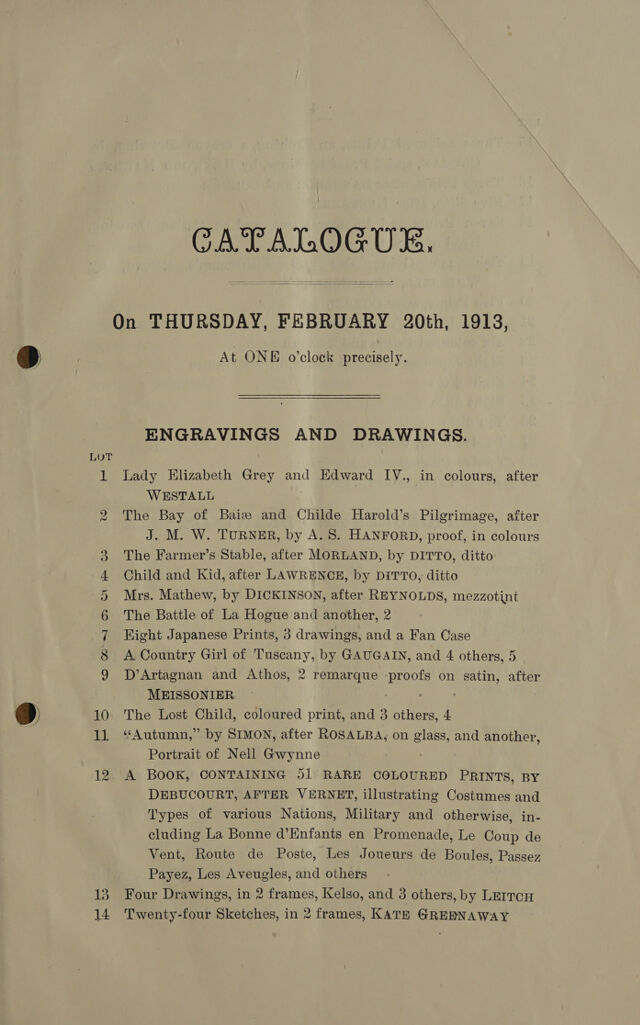 CATALOGUE.
On THURSDAY, FEBRUARY 20th, 1913,
At ONE o'clock precisely.
ENGRAVINGS AND DRAWINGS.
LOT
1 Lady Elizabeth Grey and Edward IV., in colours, after
WESTALL
2 The Bay of Baiæ and Childe Harold's Pilgrimage, after
J. M. W. TURNER, by A. S. HANFORD, proof, in colours
3 The Farmer's Stable, after MORLAND, by DITTO, ditto
4 Child and Kid, after LAWRENCE, by DITTO, ditto
5 Mrs. Mathew, by DICKINSON, after REYNOLDS, mezzotint
6 The Battle of La Hogue and another, 2
7 Eight Japanese Prints, 3 drawings, and a Fan Case
8 A Country Girl of Tuscany, by GAUGAIN, and 4 others, 5
9 D'Artagnan and Athos, 2 remarque proofs on satin, after
MEISSONIER
10 The Lost Child, coloured print, and 3 others, 4
11 "Autumn," by SIMON, after ROSALBA, on glass, and another,
Portrait of Nell Gwynne
12 A BOOK, CONTAINING 51 RARE COLOURED PRINTS, BY
DEBUCOURT, AFTER VERNET, illustrating Costumes and
Types of various Nations, Military and otherwise, in-
cluding La Bonne d'Enfants en Promenade, Le Coup de
Vent, Route de Poste, Les Joueurs de Boules, Passez
Payez, Les Aveugles, and others
13 Four Drawings, in 2 frames, Kelso, and 3 others, by LEITCH
14 Twenty-four Sketches, in 2 frames, KATE GREENAWAY